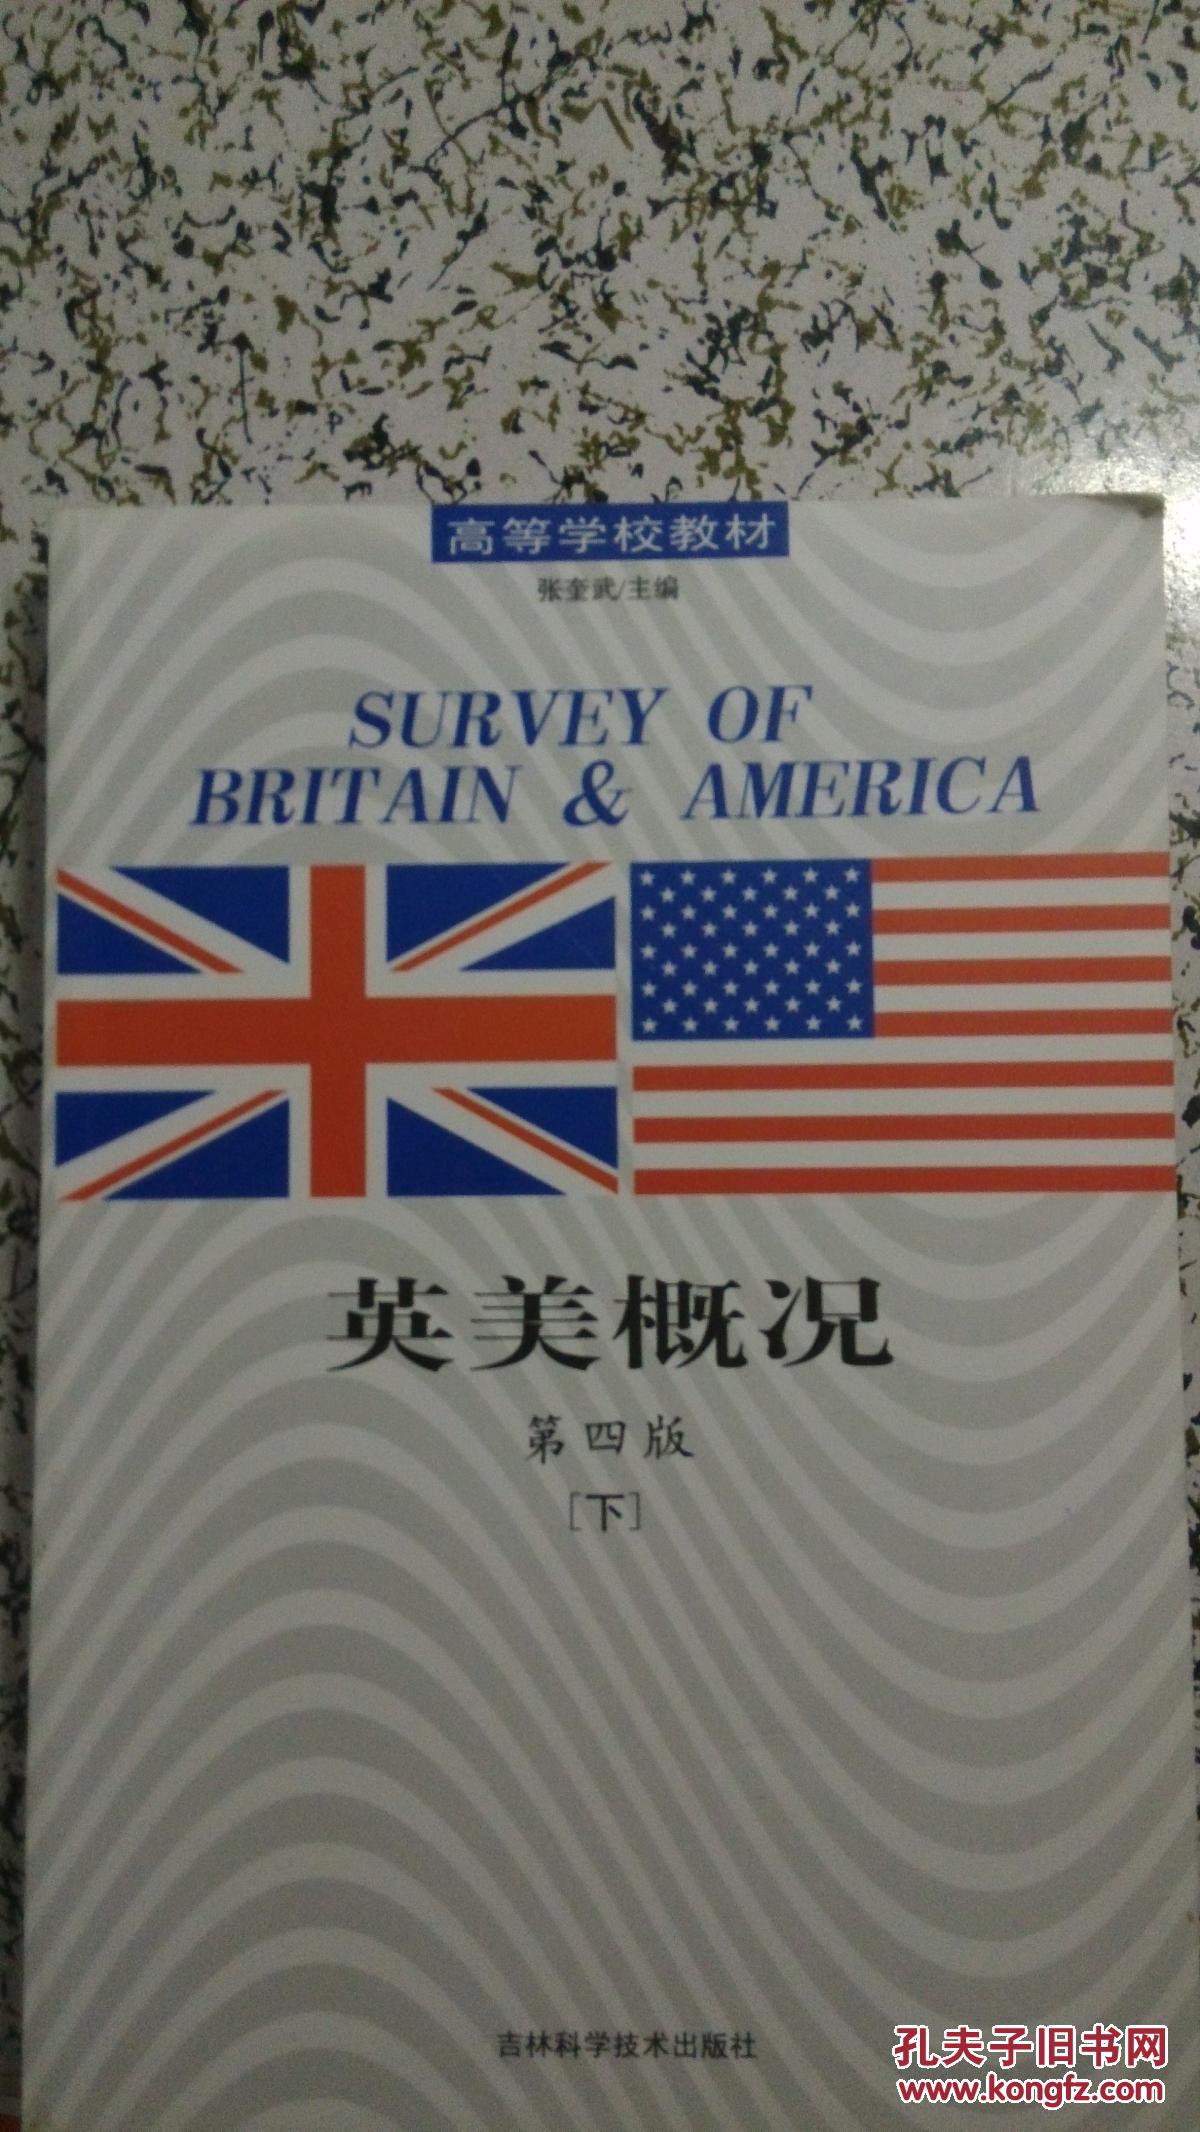 高等学校教材
张奎武/主编
SURVEY OF
BRITAIN & AMERICA
英美概况
第四版
[下]
吉林科学技术出版社
孔夫子旧书网
www.kongfz.com